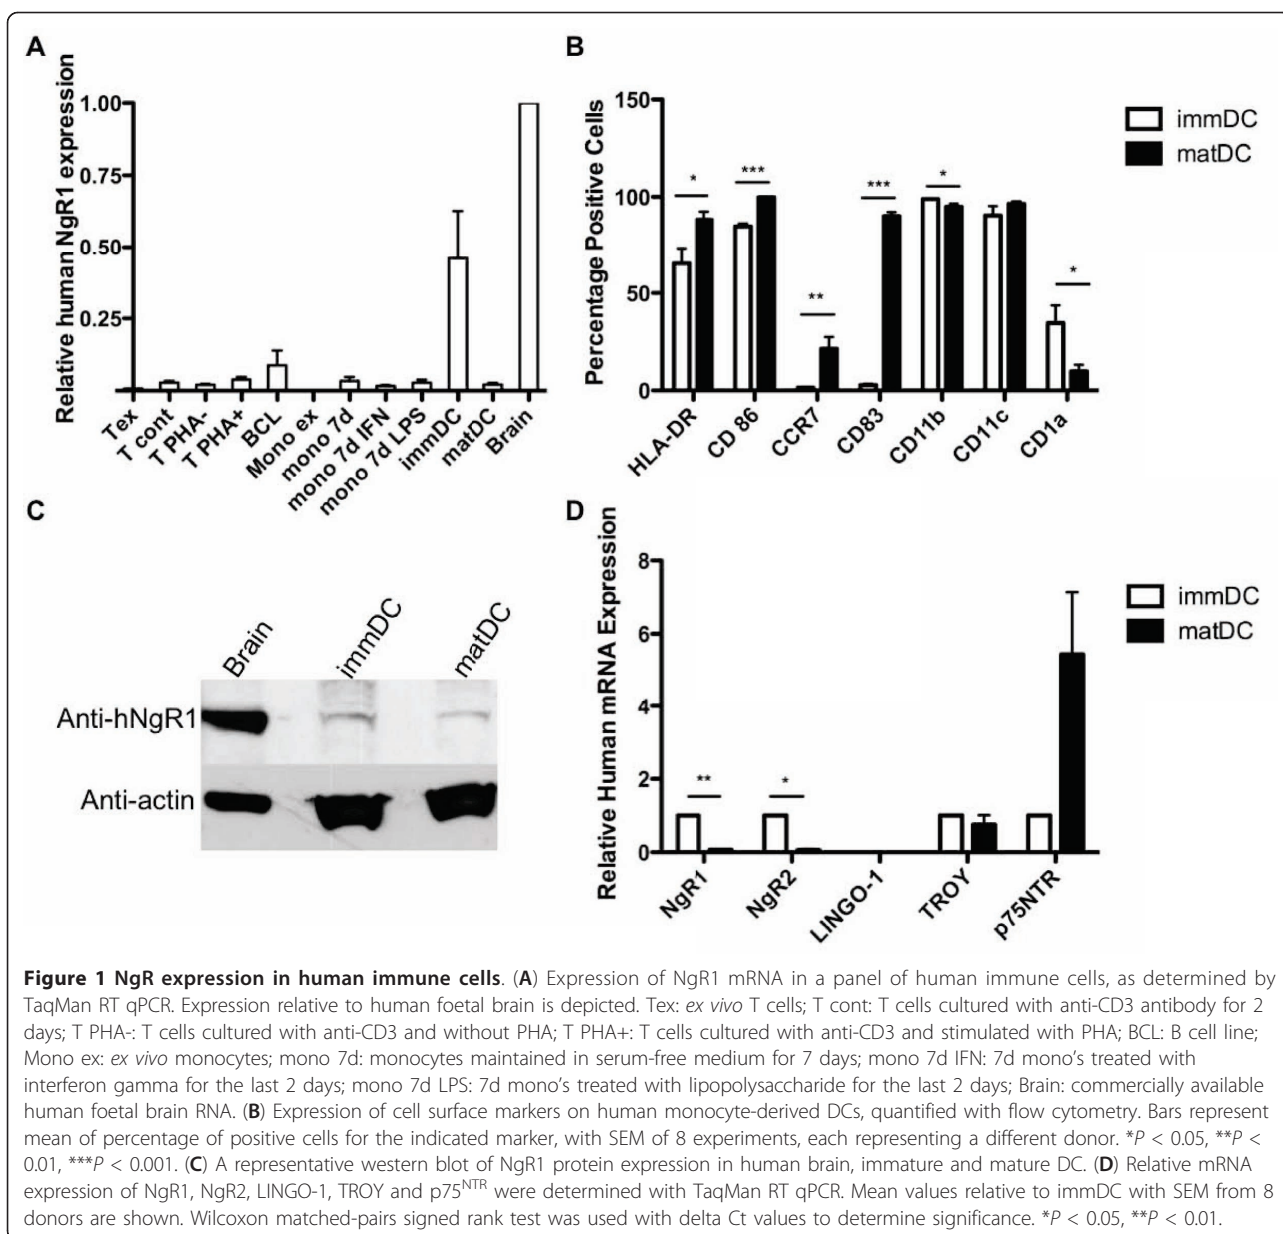 A
Relative human NgR1 expression
1.00
0.75
0.50
0.25
Tex
T cont
T PHA-
T PHA+
BCL
Mono ex
mono 7d
mono 7d IFN
mono 7d LPS
immDC
matDC
Brain
B
Percentage Positive Cells
150
100
50
0
*
***
**
***
*
*
HLA-DR
CD 86
CCR7
CD83
CD11b
CD11c
CD1a
immDC
matDC
C
Brain
immDC
matDC
Anti-hNgR1
Anti-actin
D
Relative Human mRNA Expression
8
6
4
2
0
**
*
NgR1
NgR2
LINGO-1
TROY
p75NTR
immDC
matDC
Figure 1 NgR expression in human immune cells. (A) Expression of NgR1 mRNA in a panel of human immune cells, as determined by
TaqMan RT qPCR. Expression relative to human foetal brain is depicted. Tex: ex vivo T cells; T cont: T cells cultured with anti-CD3 antibody for 2
days; T PHA-: T cells cultured with anti-CD3 and without PHA; T PHA+: T cells cultured with anti-CD3 and stimulated with PHA; BCL: B cell line;
Mono ex: ex vivo monocytes; mono 7d: monocytes maintained in serum-free medium for 7 days; mono 7d IFN: 7d mono's treated with
interferon gamma for the last 2 days; mono 7d LPS: 7d mono's treated with lipopolysaccharide for the last 2 days; Brain: commercially available
human foetal brain RNA. (B) Expression of cell surface markers on human monocyte-derived DCs, quantified with flow cytometry. Bars represent
mean of percentage of positive cells for the indicated marker, with SEM of 8 experiments, each representing a different donor. *P < 0.05, **P <
0.01, ***P < 0.001. (C) A representative western blot of NgR1 protein expression in human brain, immature and mature DC. (D) Relative mRNA
expression of NgR1, NgR2, LINGO-1, TROY and p75NTR were determined with TaqMan RT qPCR. Mean values relative to immDC with SEM from 8
donors are shown. Wilcoxon matched-pairs signed rank test was used with delta Ct values to determine significance. *P < 0.05, **P < 0.01.